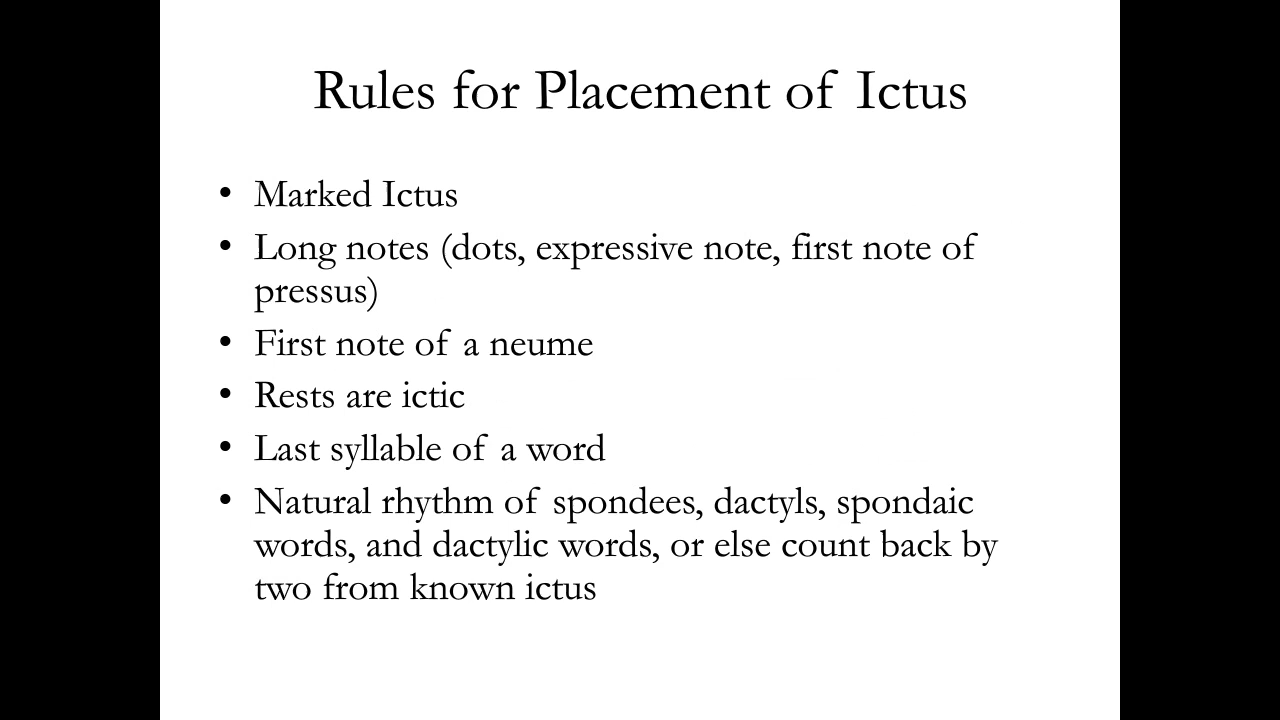 Rules for Placement of Ictus
• Marked Ictus
• Long notes (dots, expressive note, first note of
pressus)
• First note of a neume
• Rests are ictic
• Last syllable of a word
• Natural rhythm of spondees, dactyls, spondaic
words, and dactylic words, or else count back by
two from known ictus